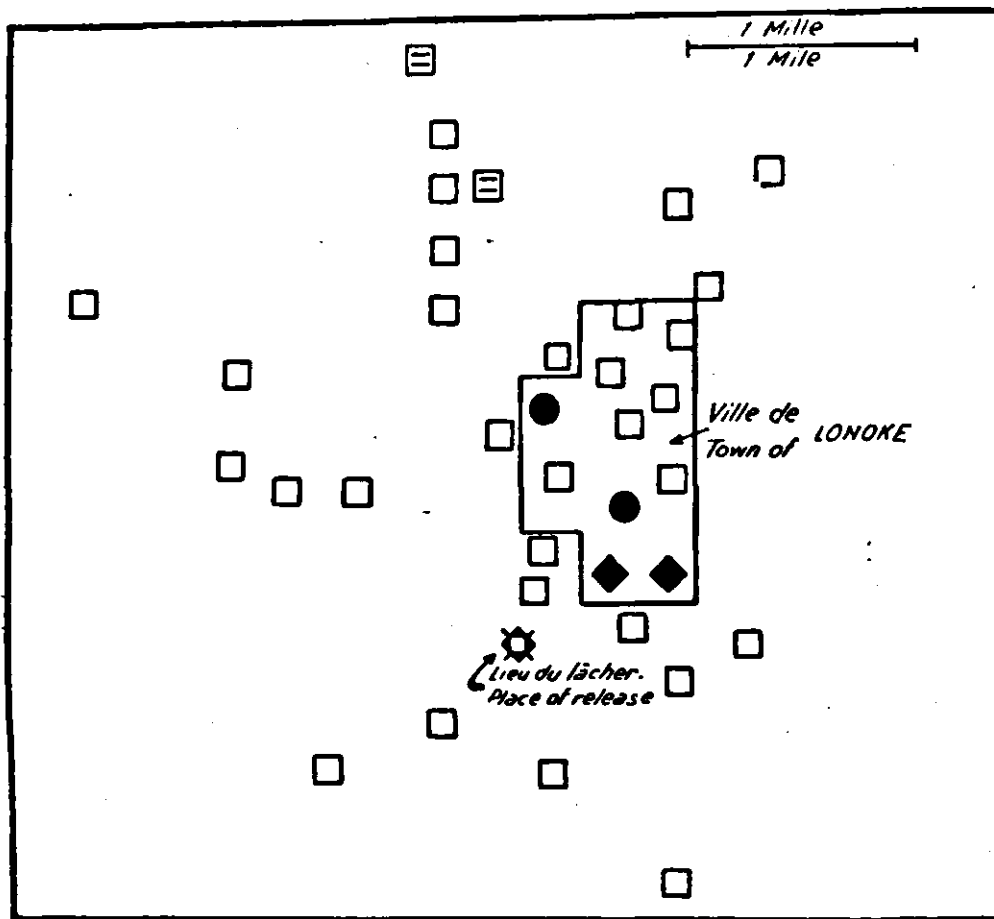 1 Mille
1 Mile
Ville de
Town of LONOKE
Lieu du lâcher.
Place of release